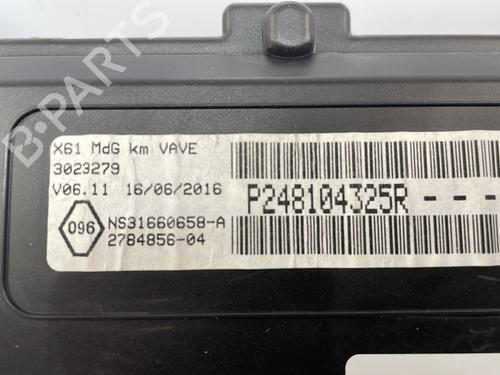 B-PARTS
X61 MdG km VAVE
3023279
V06.11 16/06/2016
P248104325R - - -
096
NS31660658-A
2784856-04